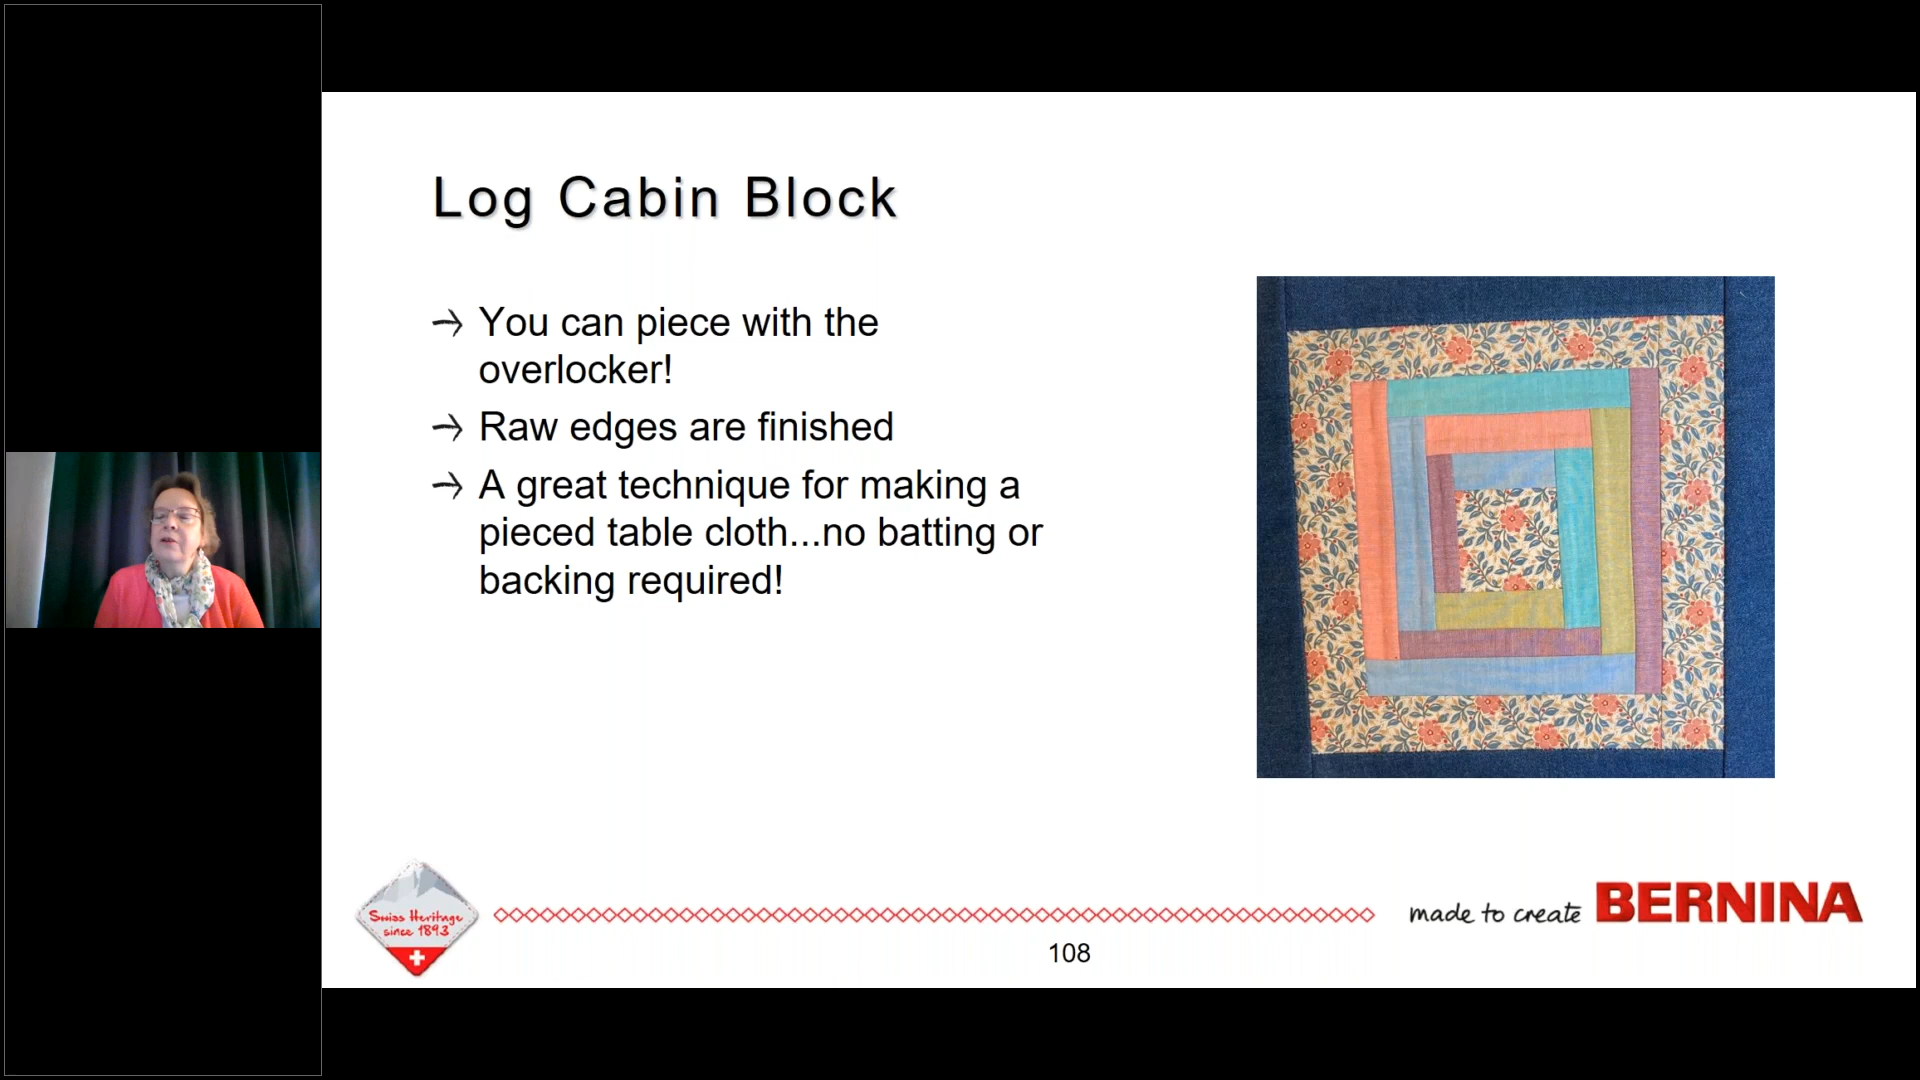 Log Cabin Block
You can piece with the
overlocker!
Raw edges are finished
A great technique for making a
pieced table cloth...no batting or
backing required!
Swiss Heritage
since 1893
made to create BERNINA
108